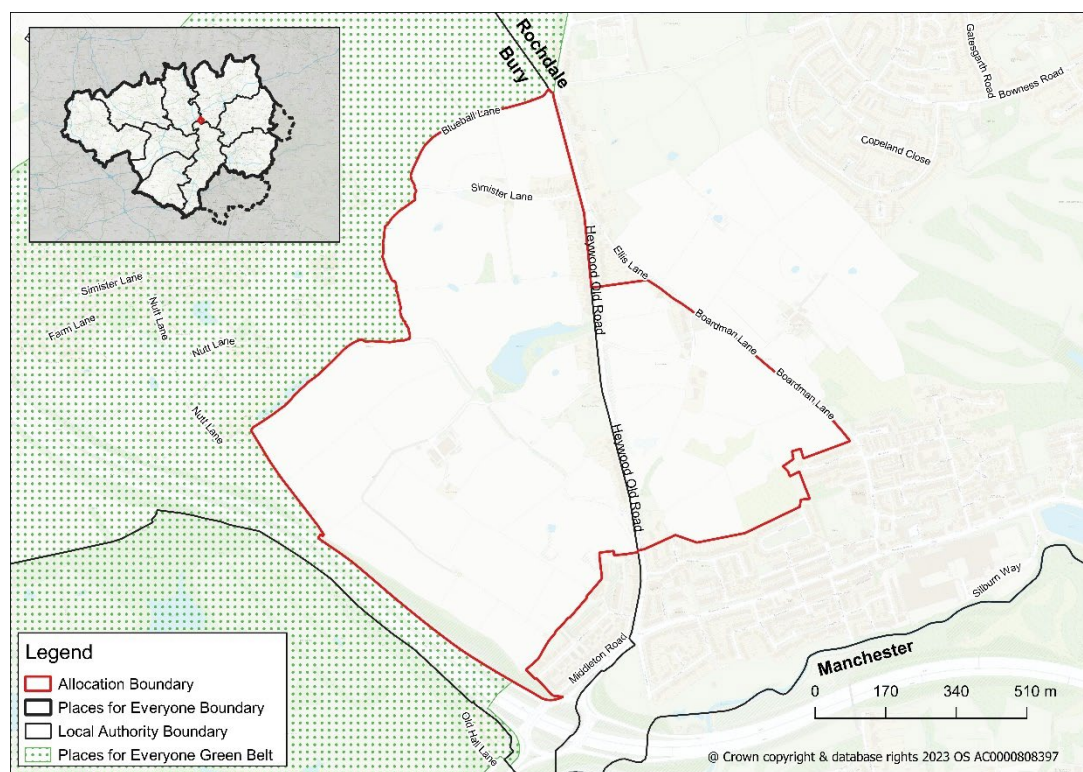 Rochdale
Bury
Gatesgarth Road
Bowness Road
Copeland Close
Blueball Lane
Simister Lane
Heywood Old Road
Ellis Lane
Boardman Lane
Boardman Lane
Simister Lane
Farm Lane
Nutt Lane
Nutt Lane
Nutt Lane
Heywood Old Road
Silburn Way
Middleton Road
Manchester
Old Hall Lane
Legend
Allocation Boundary
Places for Everyone Boundary
Local Authority Boundary
Places for Everyone Green Belt
0 170 340 510 m
@ Crown copyright & database rights 2023 OS AC0000808397